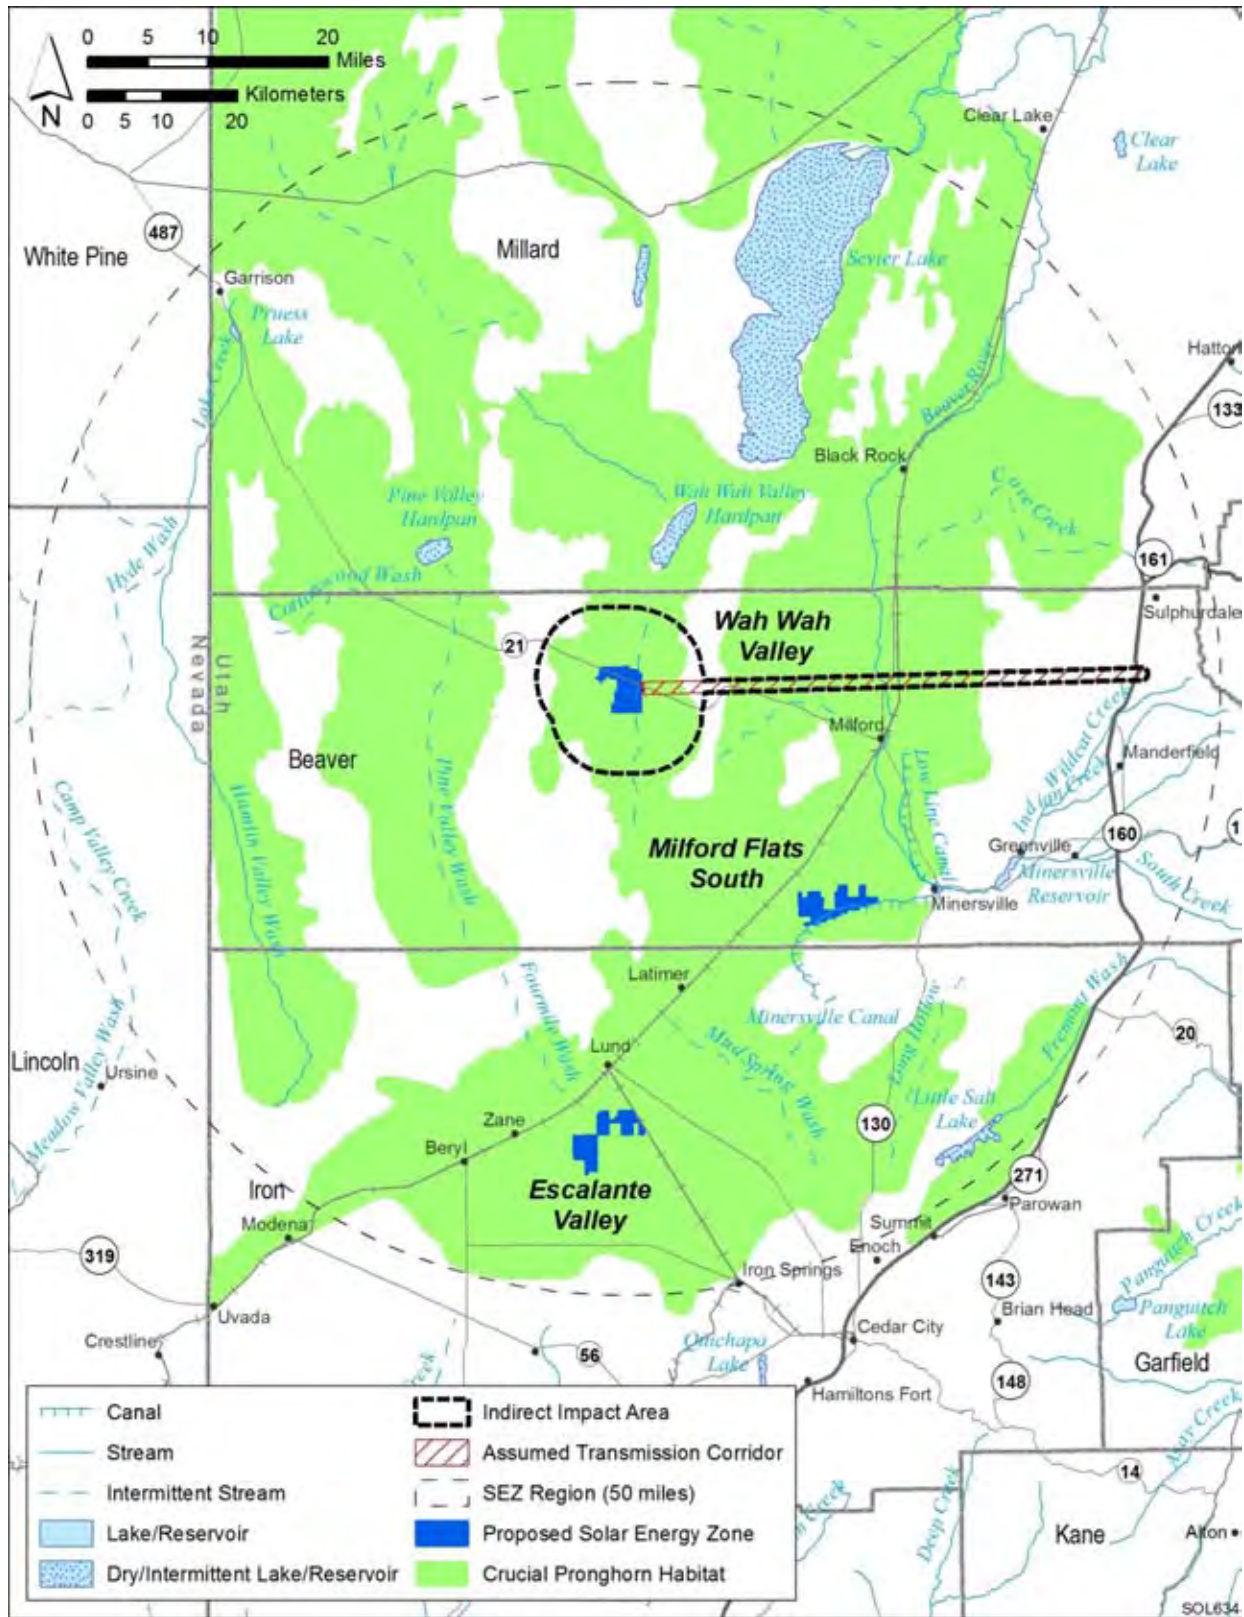 0 5 10 20
Miles
Kilometers
0 5 10 20
N
Clear Lake
Clear
Lake
487
White Pine
Millard
Sevier Lake
Garrison
Pruess
Lake
Lake Creek
Hatton
Beaver River
133
Black Rock
Pine Valley
Hardpan
Wah Wah Valley
Hardpan
Cove Creek
Hyde Wash
Cottonwood Wash
161
Sulphurdale
21
Wah Wah
Valley
Nevada
Utah
Milford
Wildcat Creek
Indian Creek
Manderfield
Beaver
Low Line Canal
Camp Valley Creek
Hamlin Valley Wash
Pine Valley Wash
Milford Flats
South
Greenville
160
Minersville
Reservoir
South Creek
Minersville
Latimer
Fourmile Wash
Minersville Canal
Fremont Wash
Lincoln
Ursine
Meadow Valley Wash
Lund
Mud Spring Wash
Long Hollow
20
Little Salt
Lake
130
Zane
Beryl
271
Escalante
Valley
Iron
Modena
Parowan
Summit
Enoch
Panguitch Creek
319
Iron Springs
143
Uvada
Brian Head
Panguitch
Lake
Crestline
Cedar City
Quichapa
Lake
56
Garfield
Creek
Hamiltons Fort
148
Canal
Indirect Impact Area
Stream
Assumed Transmission Corridor
Intermittent Stream
SEZ Region (50 miles)
Lake/Reservoir
Proposed Solar Energy Zone
Dry/Intermittent Lake/Reservoir
Crucial Pronghorn Habitat
Asay Creek
14
Deep Creek
Creek
Kane
Alton
SOL634